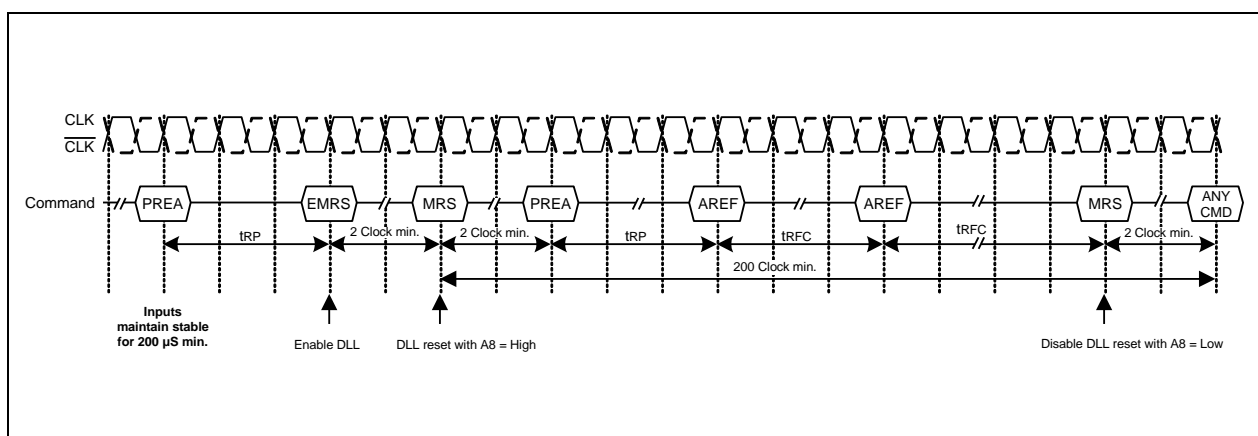 CLK
CLK
Command
PREA
EMRS
MRS
PREA
AREF
AREF
MRS
ANY
CMD
tRP
2 Clock min.
2 Clock min.
tRP
tRFC
tRFC
2 Clock min.
200 Clock min.
Inputs
maintain stable
for 200 µS min.
Enable DLL
DLL reset with A8 = High
Disable DLL reset with A8 = Low